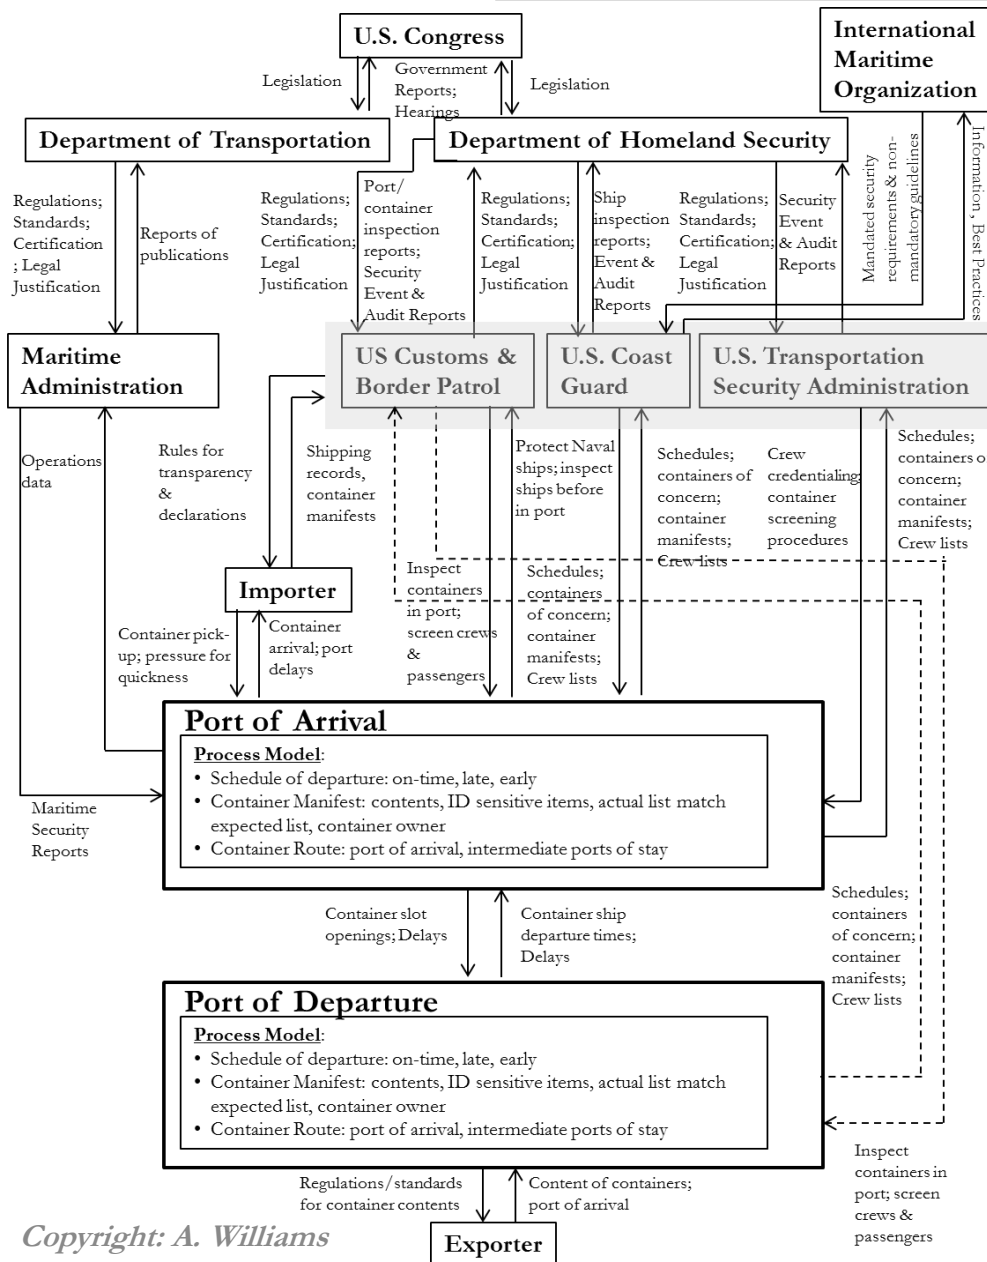 U.S. Congress
International
Maritime
Organization
Legislation
Government
Reports;
Hearings
Legislation
Department of Transportation
Department of Homeland Security
Regulations;
Standards;
Certification
; Legal
Justification
Reports of
publications
Regulations;
Standards;
Certification;
Legal
Justification
Port/
container
inspection
reports;
Security
Event &
Audit Reports
Regulations;
Standards;
Certification;
Legal
Justification
Ship
inspection
reports;
Event &
Audit
Reports
Regulations;
Standards;
Certification;
Legal
Justification
Security
Event
& Audit
Reports
Mandated security
requirements & non-
mandatory guidelines
Information, Best Practices
Maritime
Administration
US Customs &
Border Patrol
U.S. Coast
Guard
U.S. Transportation
Security Administration
Operations
data
Rules for
transparency
&
declarations
Shipping
records,
container
manifests
Protect Naval
ships; inspect
ships before
in port
Schedules;
containers of
concern;
container
manifests;
Crew lists
Crew
credentialing;
container
screening
procedures
Schedules;
containers of
concern;
container
manifests;
Crew lists
Importer
Inspect
containers
in port;
screen crews
&
passengers
Schedules;
containers
of concern;
container
manifests;
Crew lists
Container pick-
up; pressure for
quickness
Container
arrival; port
delays
Port of Arrival
Process Model:
• Schedule of departure: on-time, late, early
• Container Manifest: contents, ID sensitive items, actual list match
expected list, container owner
• Container Route: port of arrival, intermediate ports of stay
Maritime
Security
Reports
Container slot
openings; Delays
Container ship
departure times;
Delays
Schedules;
containers
of concern;
container
manifests;
Crew lists
Port of Departure
Process Model:
• Schedule of departure: on-time, late, early
• Container Manifest: contents, ID sensitive items, actual list match
expected list, container owner
• Container Route: port of arrival, intermediate ports of stay
Inspect
containers in
port; screen
crews &
passengers
Regulations/standards
for container contents
Content of containers;
port of arrival
Exporter
Copyright: A. Williams